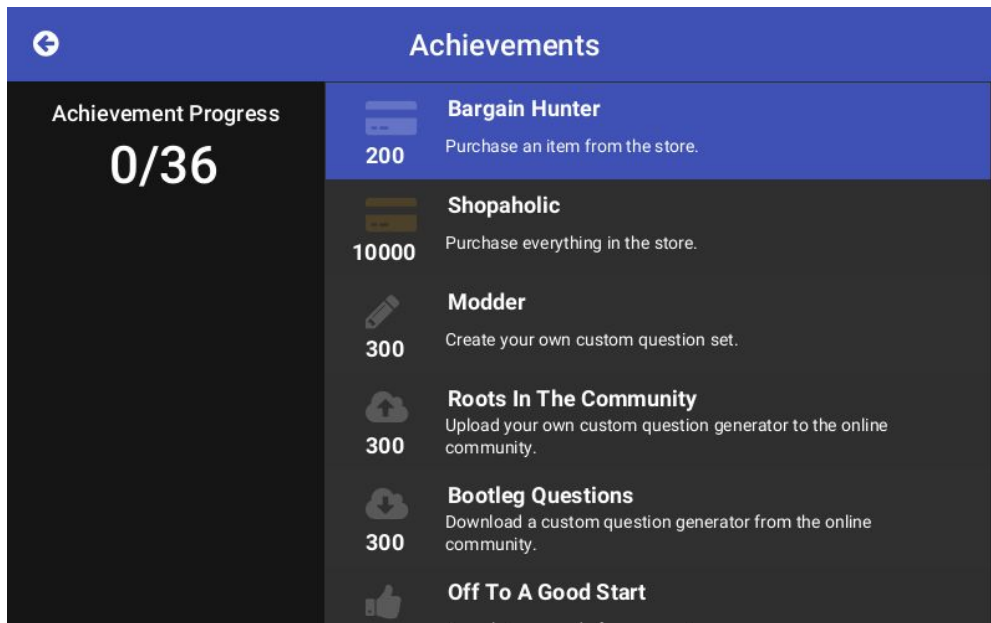 Achievements
Achievement Progress
0/36
Bargain Hunter
Purchase an item from the store.
200
Shopaholic
Purchase everything in the store.
10000
Modder
Create your own custom question set.
300
Roots In The Community
Upload your own custom question generator to the online
community.
300
Bootleg Questions
Download a custom question generator from the online
community.
300
Off To A Good Start